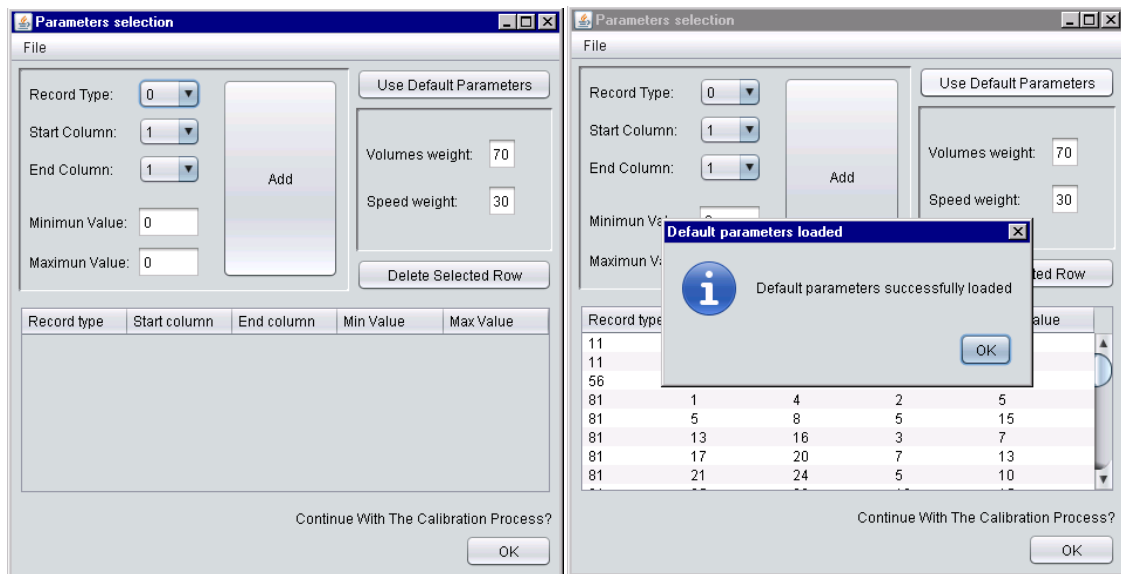 Parameters selection
File
Record Type: 0
Use Default Parameters
Start Column: 1
Volumes weight: 70
End Column: 1
Add
Speed weight: 30
Minimun Value: 0
Maximun Value: 0
Delete Selected Row
Record type Start column End column Min Value Max Value
Continue With The Calibration Process?
OK
Parameters selection
File
Record Type: 0
Use Default Parameters
Start Column: 1
Volumes weight: 70
End Column: 1
Add
Speed weight: 30
Minimun
Default parameters loaded
Default parameters successfully loaded
OK
Maximun
ted Row
Record type alue
11
11
56
81 1 4 2 5
81 5 8 5 15
81 13 16 3 7
81 17 20 7 13
81 21 24 5 10
Continue With The Calibration Process?
OK